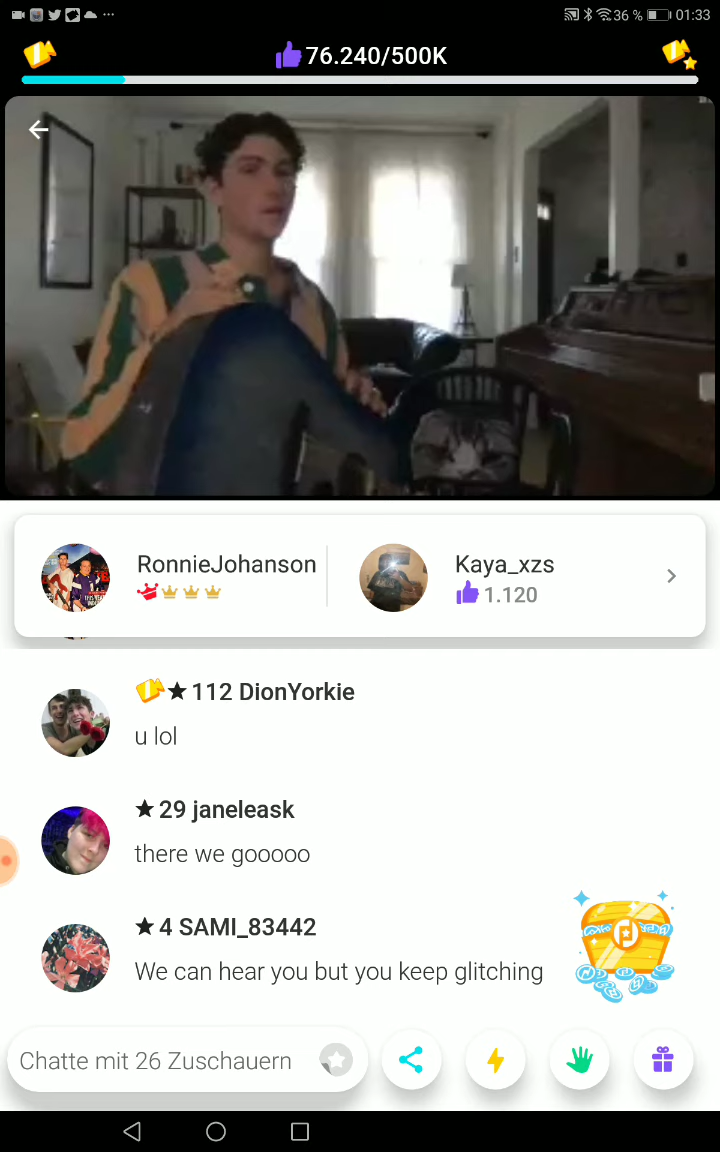 36 % 01:33
76.240/500K
RonnieJohanson
Kaya_xzs
1.120
112 DionYorkie
u lol
29 janeleask
there we gooooo
4 SAMI_83442
We can hear you but you keep glitching
Chatte mit 26 Zuschauern